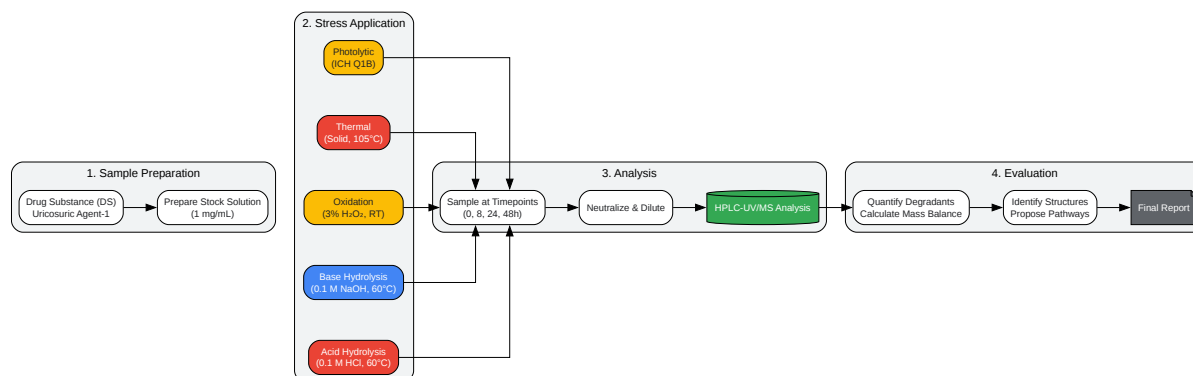 1. Sample Preparation
Drug Substance (DS)
Uricosuric Agent-1
Prepare Stock Solution
(1 mg/mL)
2. Stress Application
Photolytic
(ICH Q1B)
Thermal
(Solid, 105°C)
Oxidation
(3% H₂O₂, RT)
Base Hydrolysis
(0.1 M NaOH, 60°C)
Acid Hydrolysis
(0.1 M HCl, 60°C)
3. Analysis
Sample at Timepoints
(0, 8, 24, 48h)
Neutralize & Dilute
HPLC-UV/MS Analysis
4. Evaluation
Quantify Degradants
Calculate Mass Balance
Identify Structures
Propose Pathways
Final Report